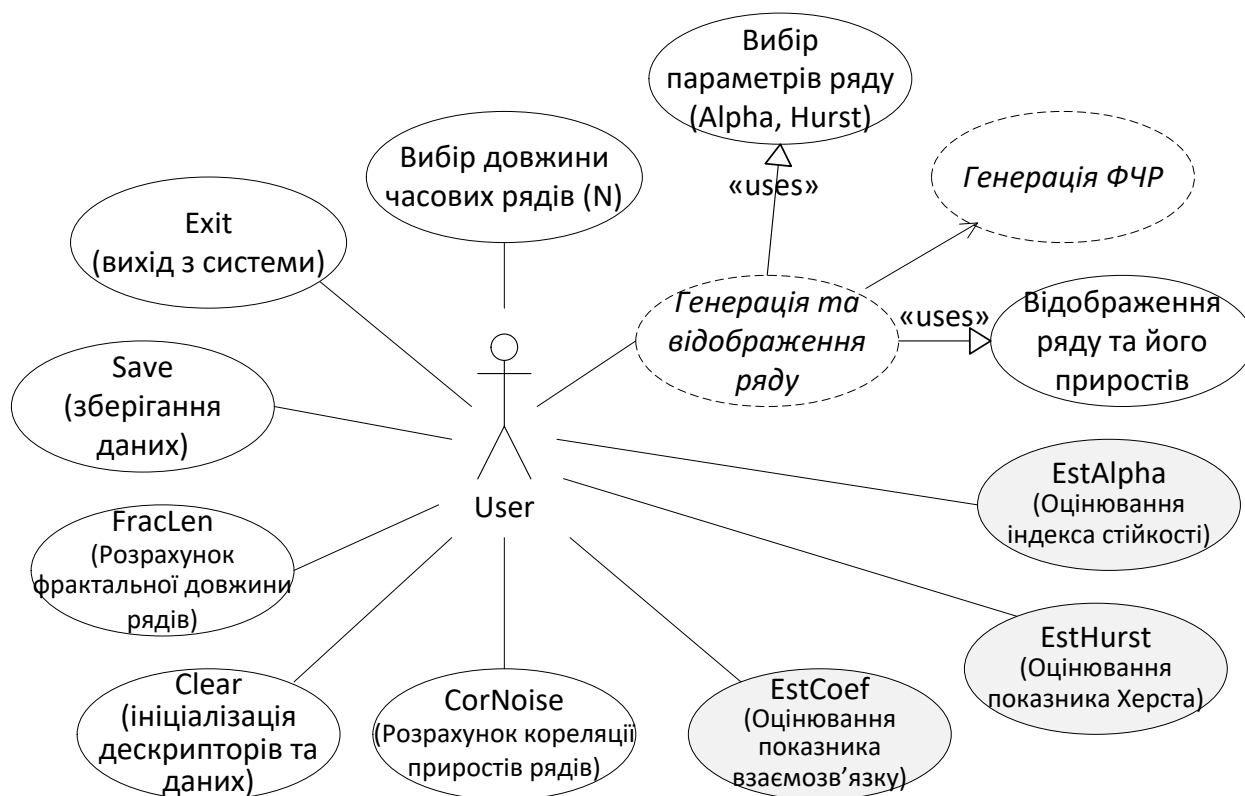 Вибір
параметрів ряду
(Alpha, Hurst)
Вибір довжини
часових рядів (N)
«uses»
Генерація ФЧР
Exit
(вихід з системи)
Генерація та
відображення
ряду
«uses»
Відображення
ряду та його
приростів
Save
(зберігання
даних)
User
EstAlpha
(Оцінювання
індекса стійкості)
FracLen
(Розрахунок
фрактальної довжини
рядів)
EstHurst
(Оцінювання
показника Херста)
Clear
(ініціалізація
дескрипторів та
даних)
CorNoise
(Розрахунок кореляції
приростів рядів)
EstCoef
(Оцінювання
показника
взаємозв’язку)